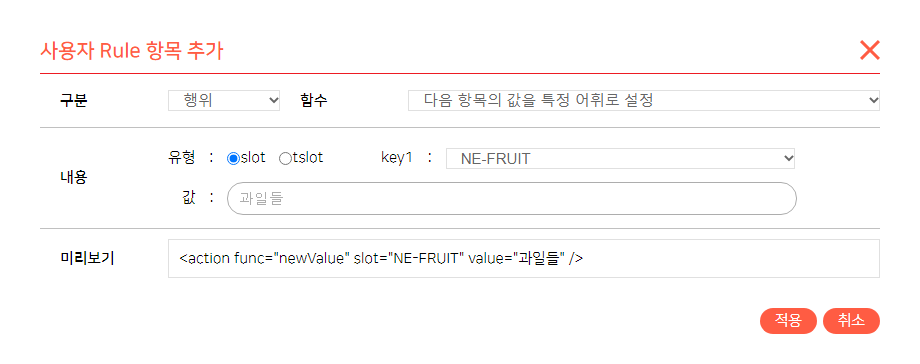 사용자 Rule 항목 추가
구분 행위 함수 다음 항목의 값을 특정 어휘로 설정
유형 : slot tslot key1 : NE-FRUIT
내용
값 : 과일들
미리보기 <action func="newValue" slot="NE-FRUIT" value="과일들" />
적용 취소